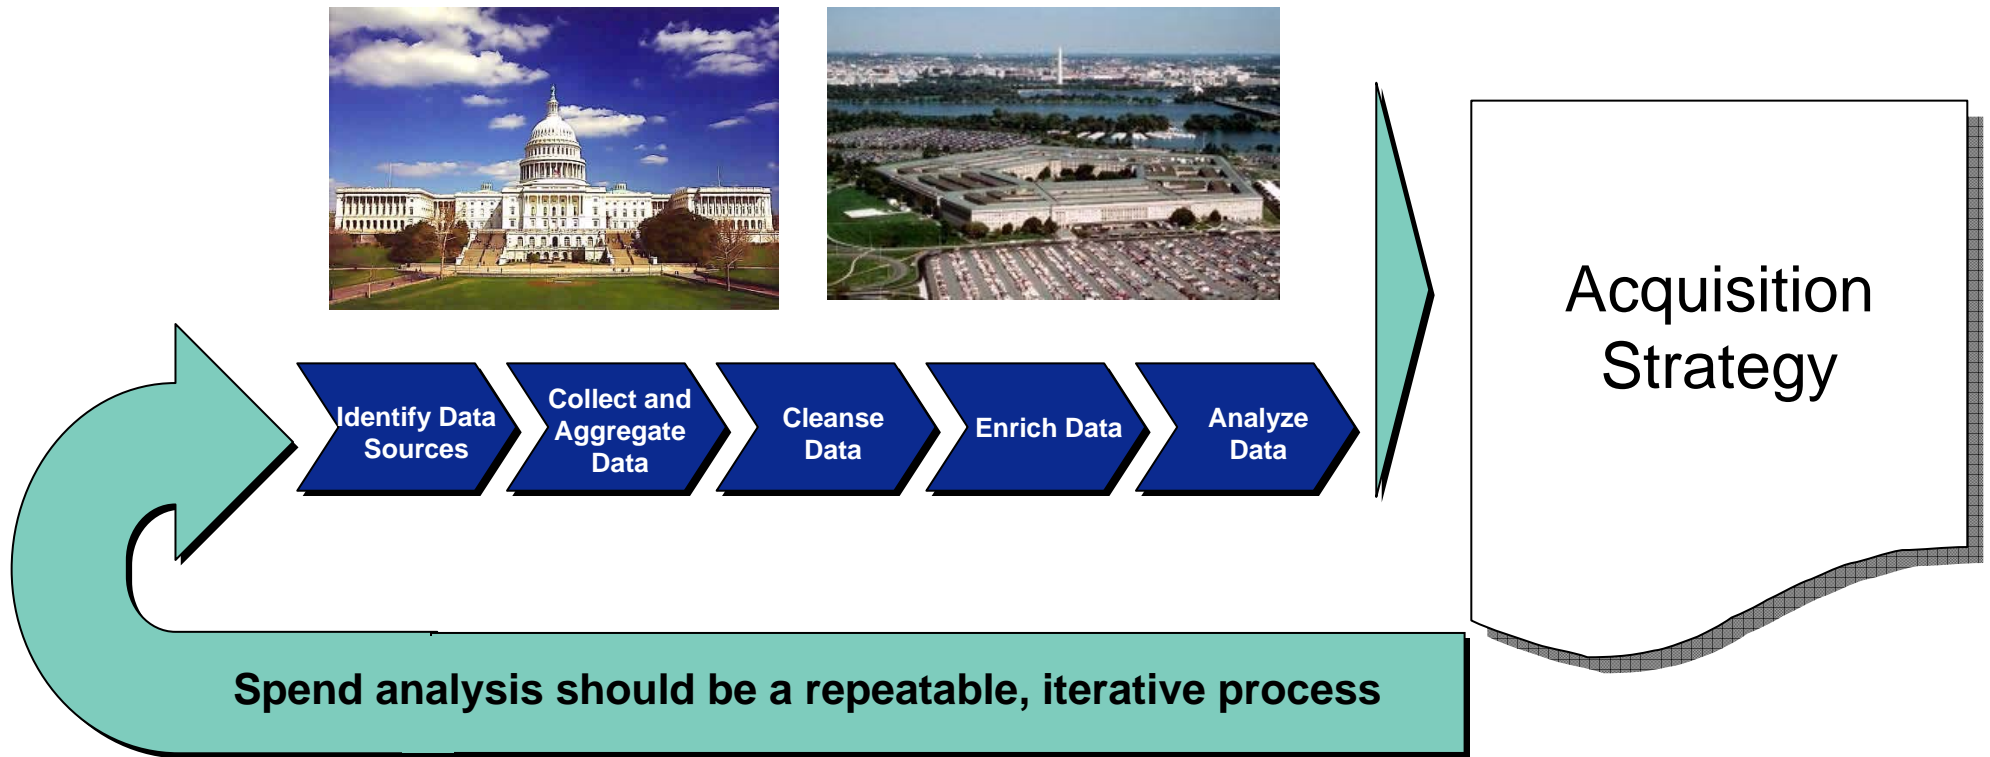 Identify Data
Sources
Collect and
Aggregate
Data
Cleanse
Data
Enrich Data
Analyze
Data
Acquisition
Strategy
Spend analysis should be a repeatable, iterative process